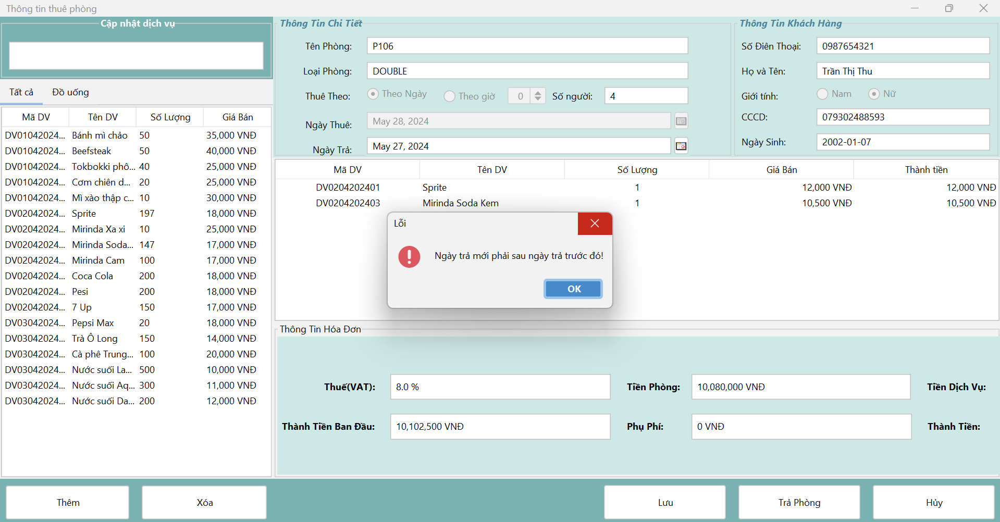 Thông tin thuê phòng
Cập nhật dịch vụ
Tất cả Đồ uống
Mã DV Tên DV Số Lượng Giá Bán
DV01042024... Bánh mì chảo 50 35,000 VNĐ
DV01042024... Beefsteak 50 40,000 VNĐ
DV01042024... Tokbokki phô... 40 25,000 VNĐ
DV01042024... Cơm chiên d... 20 25,000 VNĐ
DV01042024... Mì xào thập c... 10 30,000 VNĐ
DV02042024... Sprite 197 18,000 VNĐ
DV02042024... Mirinda Xa xi 10 25,000 VNĐ
DV02042024... Mirinda Soda... 147 17,000 VNĐ
DV02042024... Mirinda Cam 100 17,000 VNĐ
DV02042024... Coca Cola 200 18,000 VNĐ
DV02042024... Pesi 200 18,000 VNĐ
DV02042024... 7 Up 150 17,000 VNĐ
DV03042024... Pepsi Max 20 18,000 VNĐ
DV03042024... Trà Ô Long 150 14,000 VNĐ
DV03042024... Cà phê Trung... 100 20,000 VNĐ
DV03042024... Nước suối La... 500 10,000 VNĐ
DV03042024... Nước suối Aq... 300 11,000 VNĐ
DV03042024... Nước suối Da... 200 12,000 VNĐ
Thông Tin Chi Tiết
Tên Phòng: P106
Loại Phòng: DOUBLE
Thuê Theo: Theo Ngày Theo giờ 0 Số người: 4
Ngày Thuê: May 28, 2024
Ngày Trả: May 27, 2024
Thông Tin Khách Hàng
Số Điên Thoại: 0987654321
Họ và Tên: Trần Thị Thu
Giới tính: Nam Nữ
CCCD: 079302488593
Ngày Sinh: 2002-01-07
Mã DV Tên DV Số Lượng Giá Bán Thành tiền
DV0204202401 Sprite 1 12,000 VNĐ 12,000 VNĐ
DV0204202403 Mirinda Soda Kem 1 10,500 VNĐ 10,500 VNĐ
Lỗi
Ngày trả mới phải sau ngày trả trước đó!
OK
Thông Tin Hóa Đơn
Thuế(VAT): 8.0 % Tiền Phòng: 10,080,000 VNĐ Tiền Dịch Vụ:
Thành Tiền Ban Đầu: 10,102,500 VNĐ Phụ Phí: 0 VNĐ Thành Tiền:
Thêm Xóa Lưu Trả Phòng Hủy